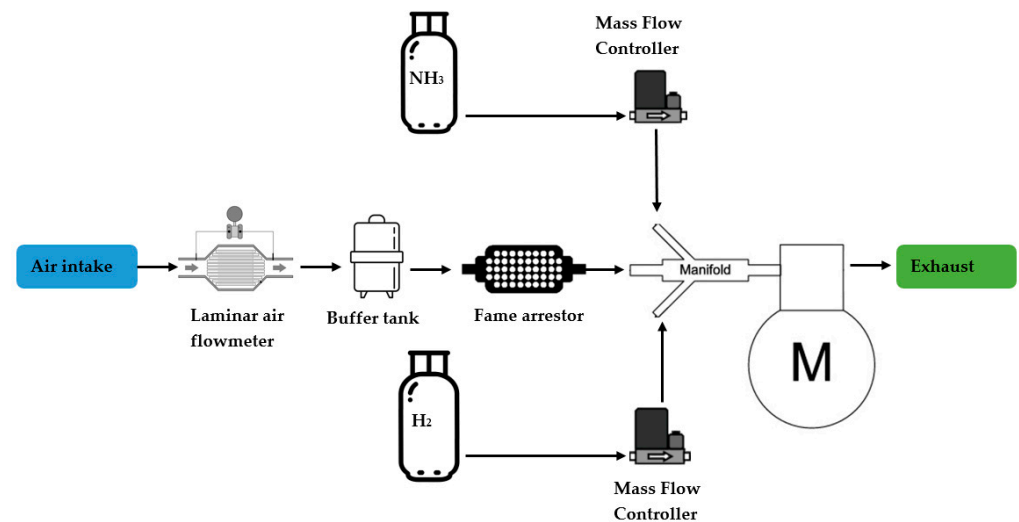 Mass Flow
Controller
NH3
Air intake
Manifold
Exhaust
Laminar air
flowmeter
Buffer tank
Fame arrestor
M
H2
Mass Flow
Controller